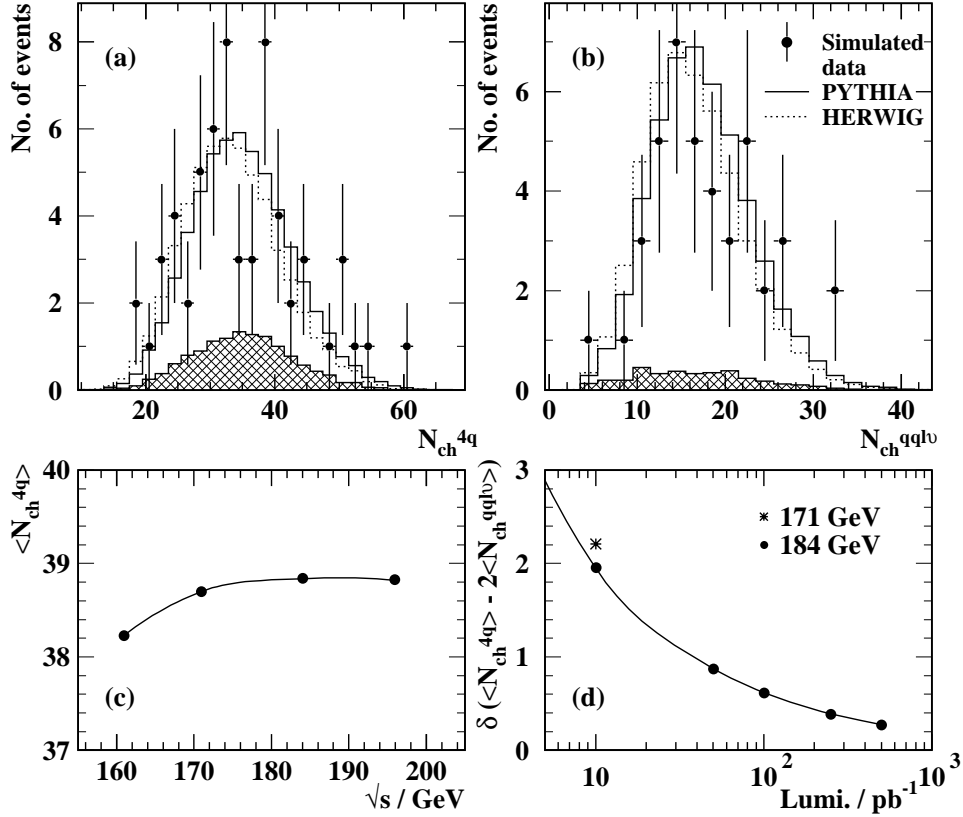 No. of events
(a)
8
6
4
2
0
20 40 60
N_ch^4q
No. of events
(b)
Simulated
data
PYTHIA
HERWIG
6
4
2
0
0 10 20 30 40
N_ch^qqlυ
<N_ch^4q>
40
39
38
37
(c)
160 170 180 190 200
√s / GeV
δ (<N_ch^4q> - 2<N_ch^qqlυ>)
3
2
1
0
171 GeV
184 GeV
(d)
10 10^2 10^3
Lumi. / pb^-1